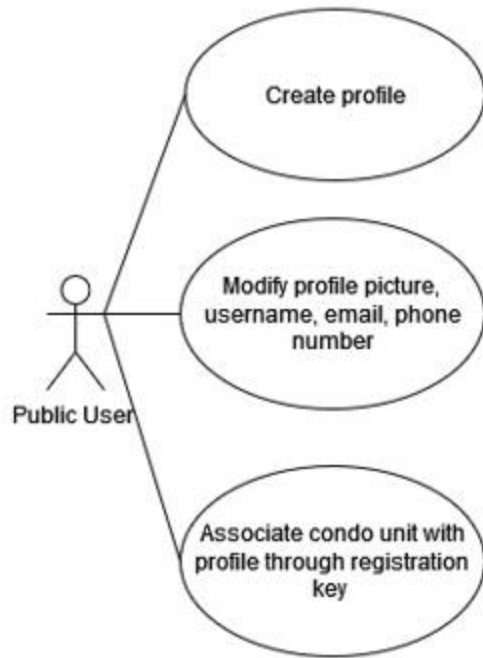 Create profile
Modify profile picture,
username, email, phone
number
Public User
Associate condo unit with
profile through registration
key